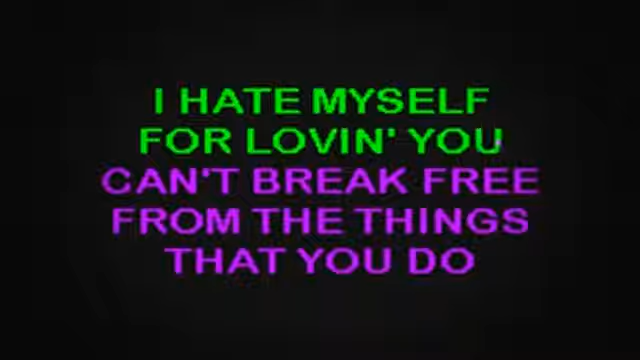 I HATE MYSELF
FOR LOVIN' YOU
CAN'T BREAK FREE
FROM THE THINGS
THAT YOU DO